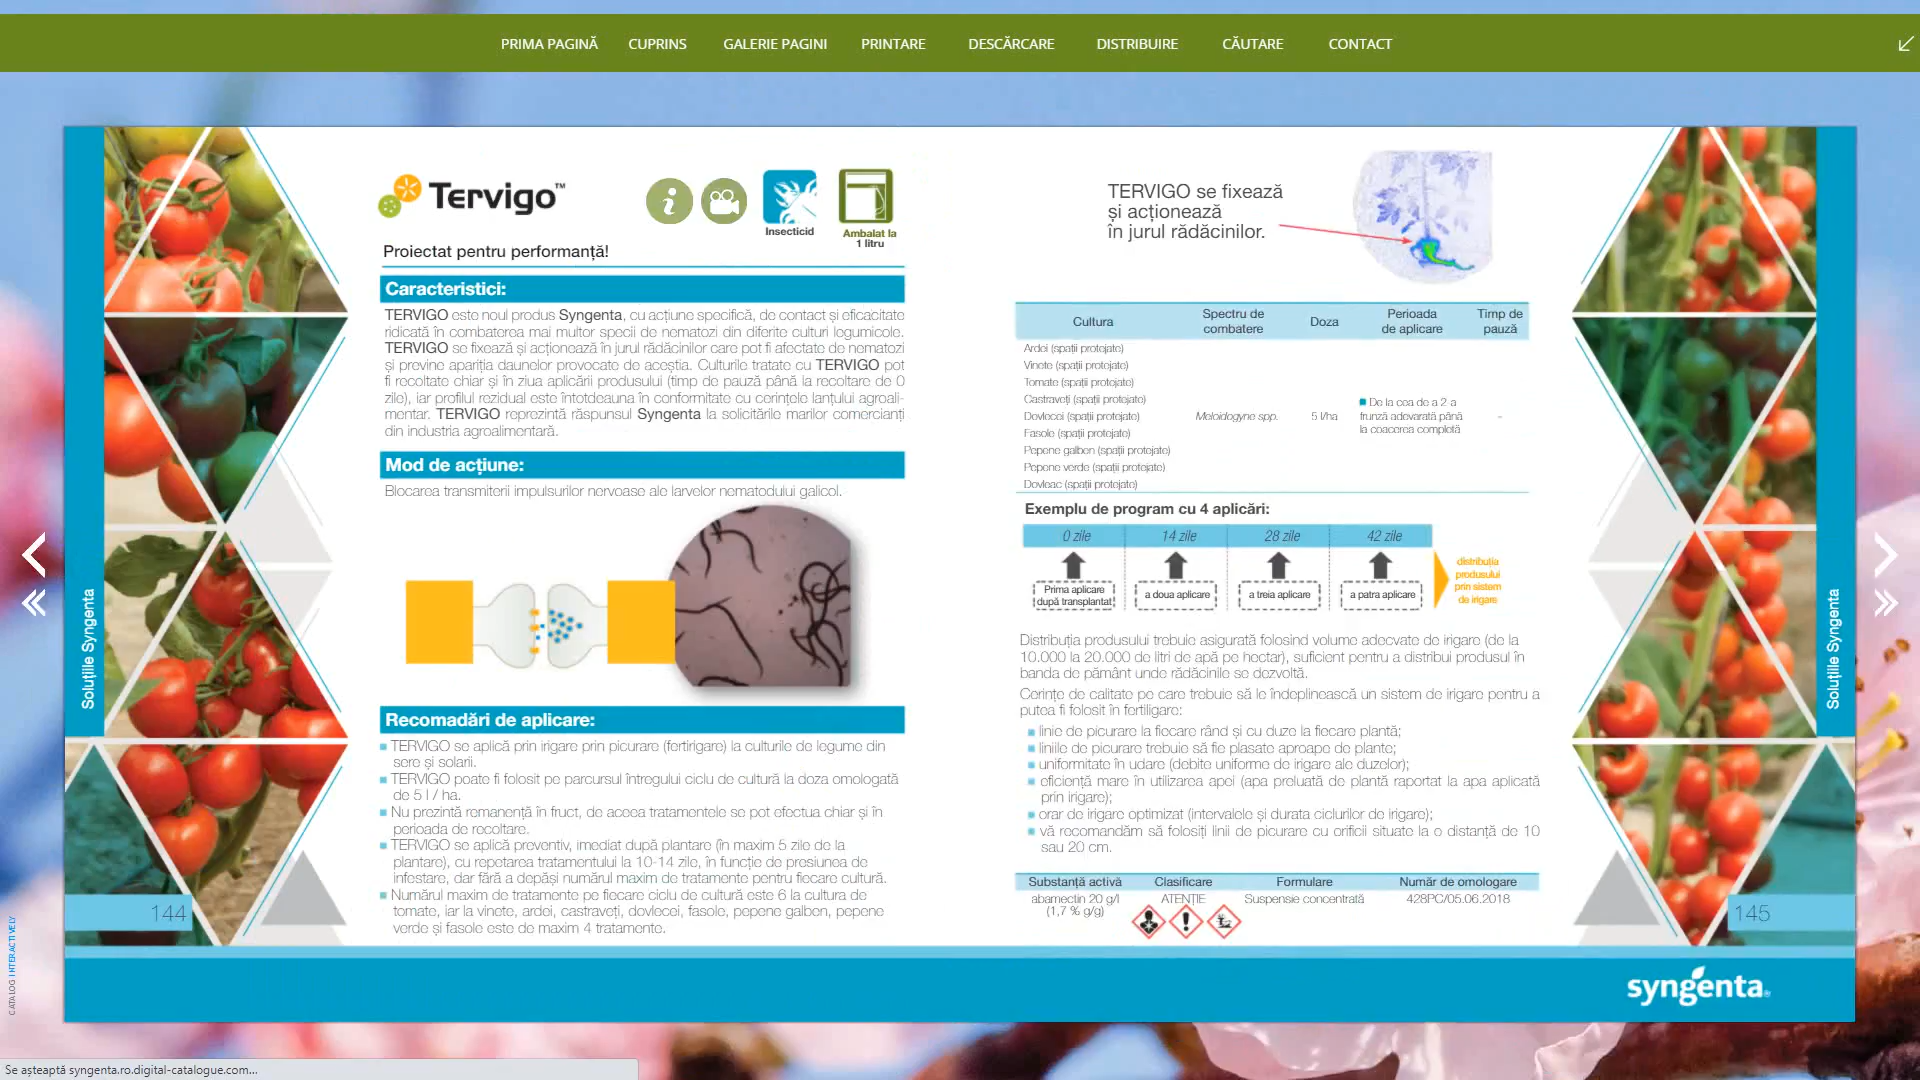 PRIMA PAGINĂ CUPRINS GALERIE PAGINI PRINTARE DESCĂRCARE DISTRIBUIRE CĂUTARE CONTACT
Soluțiile Syngenta
Tervigo™
Insecticid
Ambalat la
1 litru
Proiectat pentru performanță!
Caracteristici:
TERVIGO este noul produs Syngenta, cu acțiune specifică, de contact și eficacitate
ridicată în combaterea mai multor specii de nematozi din diferite culturi legumicole.
TERVIGO se fixează și acționează în jurul rădăcinilor care pot fi afectate de nematozi
și previne apariția daunelor provocate de aceștia. Culturile tratate cu TERVIGO pot
fi recoltate chiar și în ziua aplicării produsului (timp de pauză până la recoltare de 0
zile), iar profilul rezidual este întotdeauna în conformitate cu cerințele lanțului agroali-
mentar. TERVIGO reprezintă răspunsul Syngenta la solicitările marilor comercianți
din industria agroalimentară.
Mod de acțiune:
Blocarea transmiterii impulsurilor nervoase ale larvelor nematodului galicol.
Recomadări de aplicare:
TERVIGO se aplică prin irigare prin picurare (fertirigare) la culturile de legume din
sere și solarii.
TERVIGO poate fi folosit pe parcursul întregului ciclu de cultură la doza omologată
de 5 l / ha.
Nu prezintă remanență în fruct, de aceea tratamentele se pot efectua chiar și în
perioada de recoltare.
TERVIGO se aplică preventiv, imediat după plantare (în maxim 5 zile de la
plantare), cu repetarea tratamentului la 10-14 zile, în funcție de presiunea de
infestare, dar fără a depăși numărul maxim de tratamente pentru fiecare cultură.
Numărul maxim de tratamente pe fiecare ciclu de cultură este 6 la cultura de
tomate, iar la vinete, ardei, castraveți, dovlecei, fasole, pepene galben, pepene
verde și fasole este de maxim 4 tratamente.
144
TERVIGO se fixează
și acționează
în jurul rădăcinilor.
Cultura Spectru de combatere Doza Perioada de aplicare Timp de pauză
Ardei (spații protejate)
Vinete (spații protejate)
Tomate (spații protejate)
Castraveți (spații protejate)
Dovlecei (spații protejate)
Fasole (spații protejate)
Pepene galben (spații protejate)
Pepene verde (spații protejate)
Dovleac (spații protejate)
Meloidogyne spp.
5 l/ha
De la cea de a 2-a
frunză adevarată până
la coacerea completă
-
Exemplu de program cu 4 aplicări:
0 zile 14 zile 28 zile 42 zile
Prima aplicare
după transplantat
a doua aplicare
a treia aplicare
a patra aplicare
distribuția
produsului
prin sistem
de irigare
Distribuția produsului trebuie asigurată folosind volume adecvate de irigare (de la
10.000 la 20.000 de litri de apă pe hectar), suficient pentru a distribui produsul în
banda de pământ unde rădăcinile se dezvoltă.
Cerințe de calitate pe care trebuie să le îndeplinească un sistem de irigare pentru a
putea fi folosit în fertiligare:
linie de picurare la fiecare rând și cu duze la fiecare plantă;
liniile de picurare trebuie să fie plasate aproape de plante;
uniformitate în udare (debite uniforme de irigare ale duzelor);
eficiență mare în utilizarea apei (apa preluată de plantă raportat la apa aplicată
prin irigare);
orar de irigare optimizat (intervalele și durata ciclurilor de irigare);
vă recomandăm să folosiți linii de picurare cu orificii situate la o distanță de 10
sau 20 cm.
Substanță activă Clasificare Formulare Număr de omologare
abamectin 20 g/l ATENȚIE Suspensie concentrată 428PC/05.06.2018
(1,7 % g/g)
145
Soluțiile Syngenta
syngenta®
CATALOG INTERACTIV ELY
Se așteaptă syngenta.ro.digital-catalogue.com...